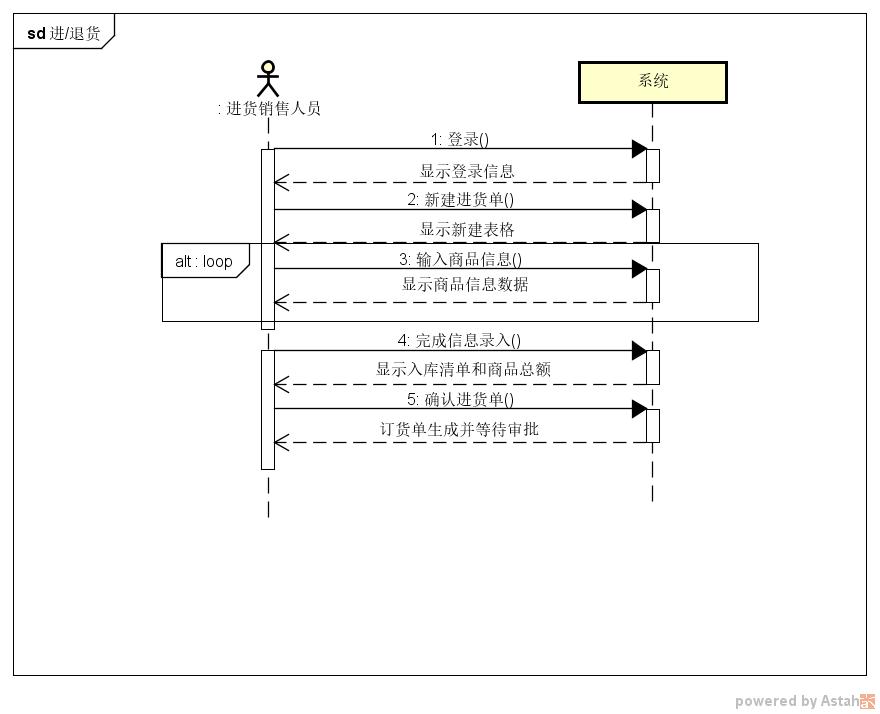 sd 进/退货
: 进货销售人员
系统
1: 登录()
显示登录信息
2: 新建进货单()
显示新建表格
alt : loop
3: 输入商品信息()
显示商品信息数据
4: 完成信息录入()
显示入库清单和商品总额
5: 确认进货单()
订货单生成并等待审批
powered by Astah